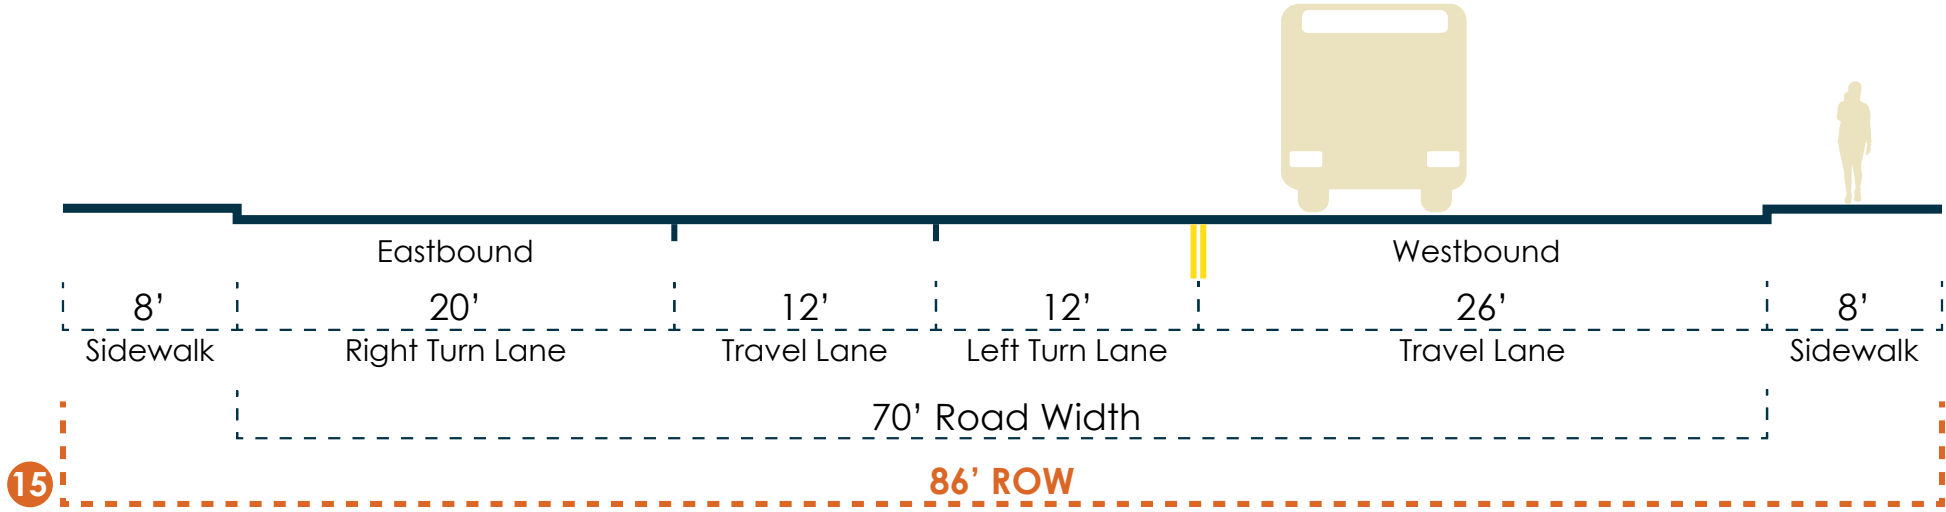 Eastbound
Westbound
8’
20’
12’
12’
26’
8’
Sidewalk
Right Turn Lane
Travel Lane
Left Turn Lane
Travel Lane
Sidewalk
70’ Road Width
15
86’ ROW